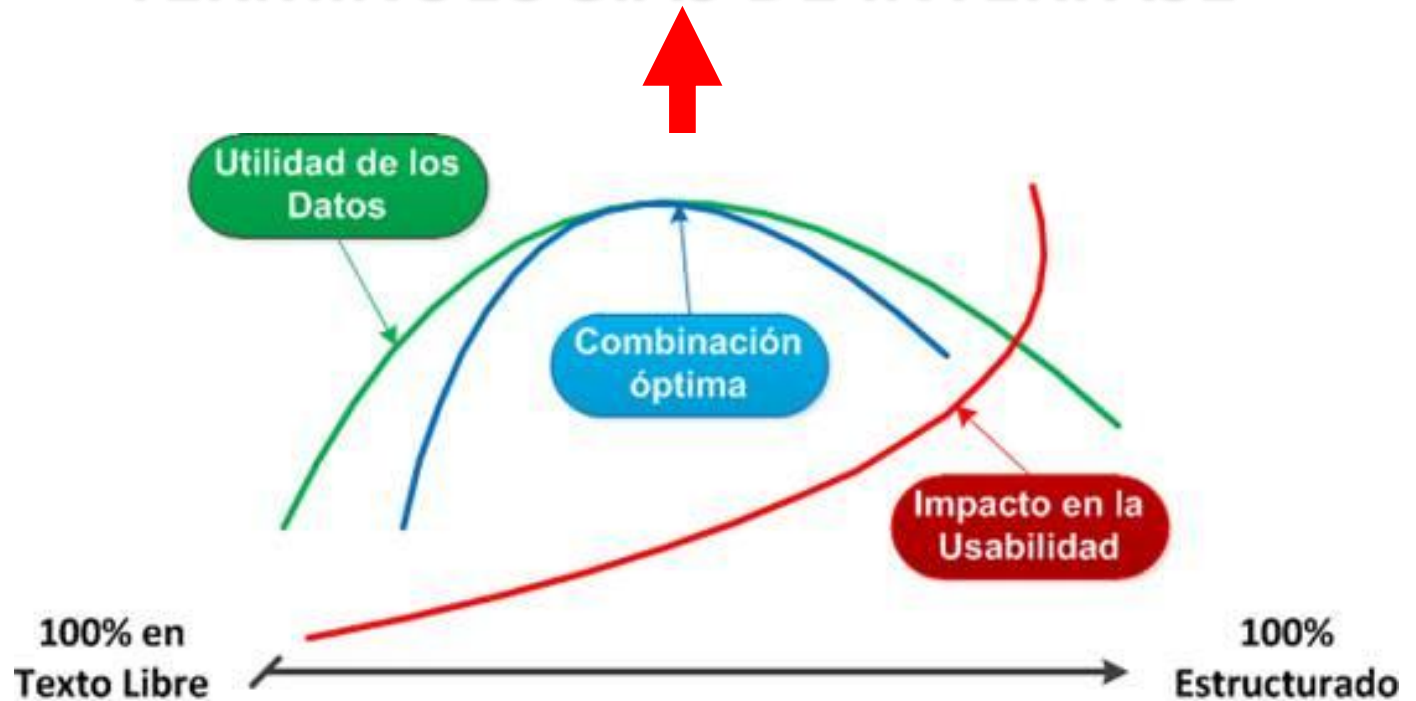 Utilidad de los
Datos
Combinación
óptima
Impacto en la
Usabilidad
100% en
Texto Libre
100%
Estructurado